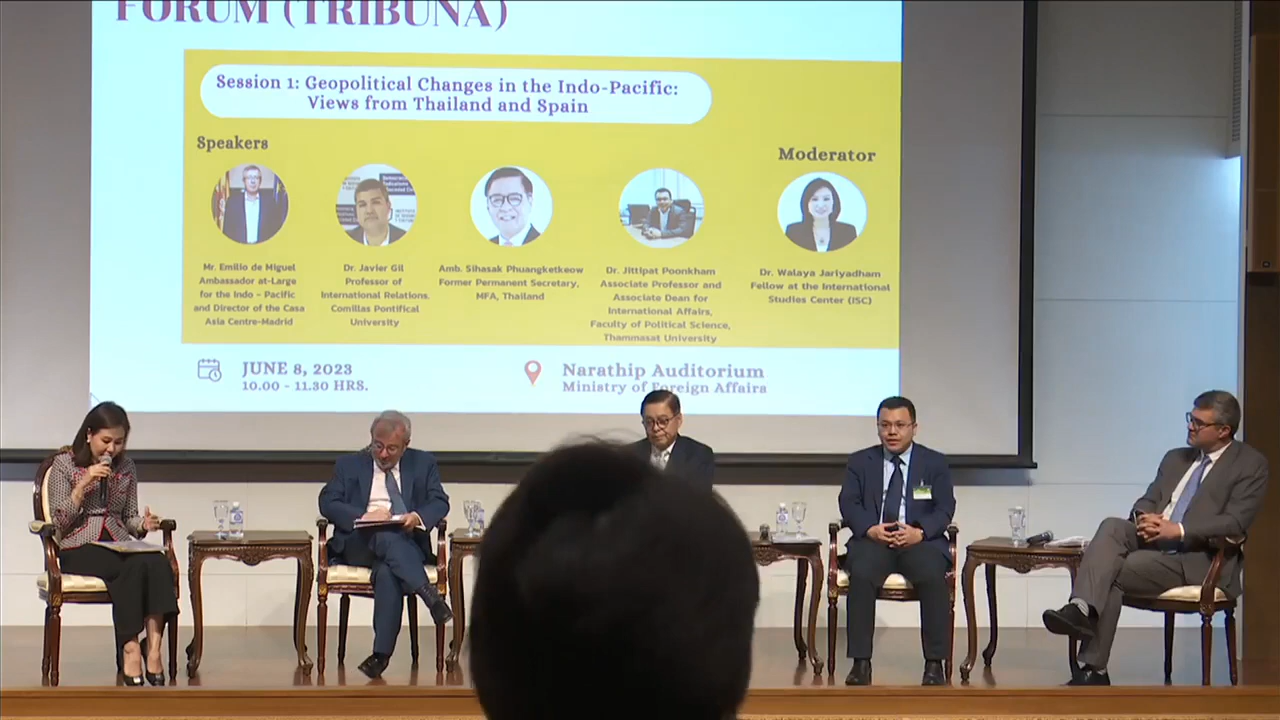 FORUM (TRIBUNA)
Session 1: Geopolitical Changes in the Indo-Pacific:
Views from Thailand and Spain
Speakers
Moderator
Mr. Emilio de Miguel
Ambassador at-Large
for the Indo - Pacific
and Director of the Casa
Asia Centre-Madrid
Dr. Javier Gil
Professor of
International Relations.
Comillas Pontifical
University
Amb. Sihasak Phuangketkeow
Former Permanent Secretary,
MFA, Thailand
Dr. Jittipat Poonkham
Associate Professor and
Associate Dean for
International Affairs,
Faculty of Political Science,
Thammasat University
Dr. Walaya Jariyadham
Fellow at the International
Studies Center (ISC)
JUNE 8, 2023
10.00 - 11.30 HRS.
Narathip Auditorium
Ministry of Foreign Affaira